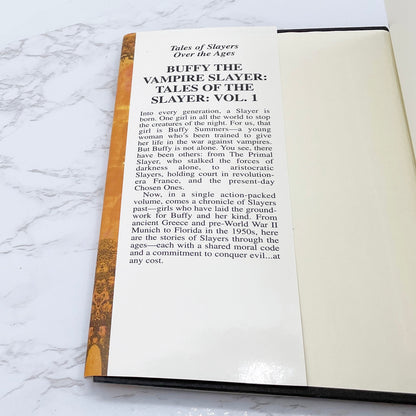 Tales of Slayers
Over the Ages
BUFFY THE
VAMPIRE SLAYER:
TALES OF THE
SLAYER: VOL. 1
Into every generation, a Slayer is
born. One girl in all the world to stop
the creatures of the night. For us, that
girl is Buffy Summers—a young
woman who's been trained to give
her life in the war against vampires.
But Buffy is not alone. You see, there
have been others: from The Primal
Slayer, who stalked the forces of
darkness alone, to aristocratic
Slayers, holding court in revolution-
era France, and the present-day
Chosen Ones.
Now, in a single action-packed
volume, comes a chronicle of Slayers
past—girls who have laid the ground-
work for Buffy and her kind. From
ancient Greece and pre-World War II
Munich to Florida in the 1950s, here
are the stories of Slayers through the
ages—each with a shared moral code
and a commitment to conquer evil...at
any cost.